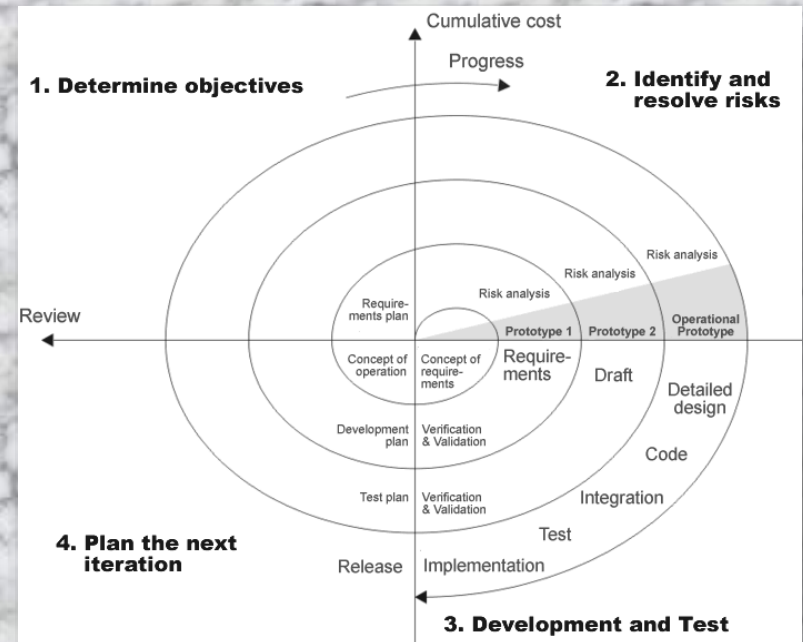 Cumulative cost
Progress
1. Determine objectives
2. Identify and
resolve risks
Risk analysis
Risk analysis
Risk analysis
Require-
ments plan
Review
Prototype 1
Prototype 2
Operational
Prototype
Concept of
operation
Concept of
require-
ments
Require-
ments
Draft
Detailed
design
Development
plan
Verification
& Validation
Code
Test plan
Verification
& Validation
Integration
Test
4. Plan the next
iteration
Release
Implementation
3. Development and Test